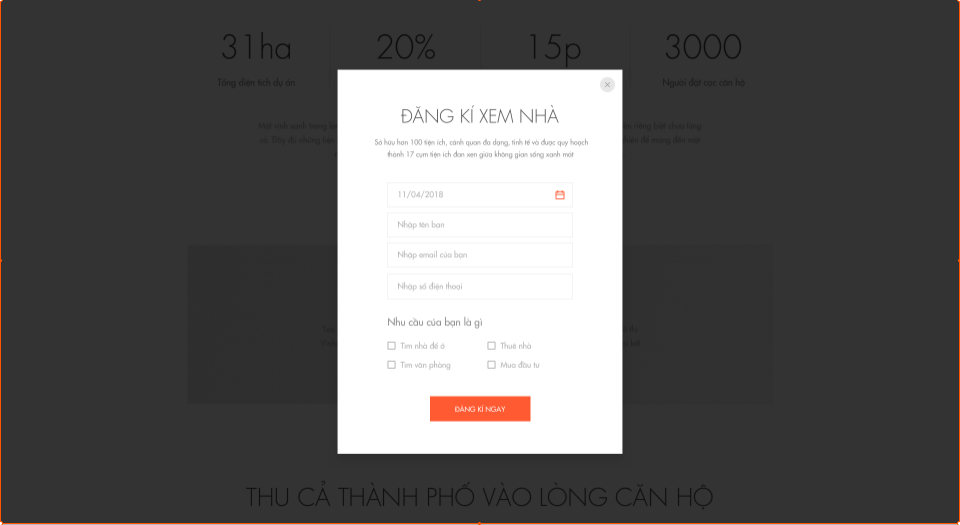 31ha
20%
15p
3000
Tổng diện tích dự án
Người đặt cọc căn hộ
ĐĂNG KÍ XEM NHÀ
Sở hữu hơn 100 tiện ích, cảnh quan đa dạng, tinh tế và được quy hoạch
thành 17 cụm tiện ích đan xen giữa không gian sống xanh mát
11/04/2018
Nhập tên bạn
Nhập email của bạn
Nhập số điện thoại
Nhu cầu của bạn là gì
Tìm nhà để ở
Thuê nhà
Tìm văn phòng
Mua đầu tư
ĐĂNG KÍ NGAY
THU CẢ THÀNH PHỐ VÀO LÒNG CĂN HỘ